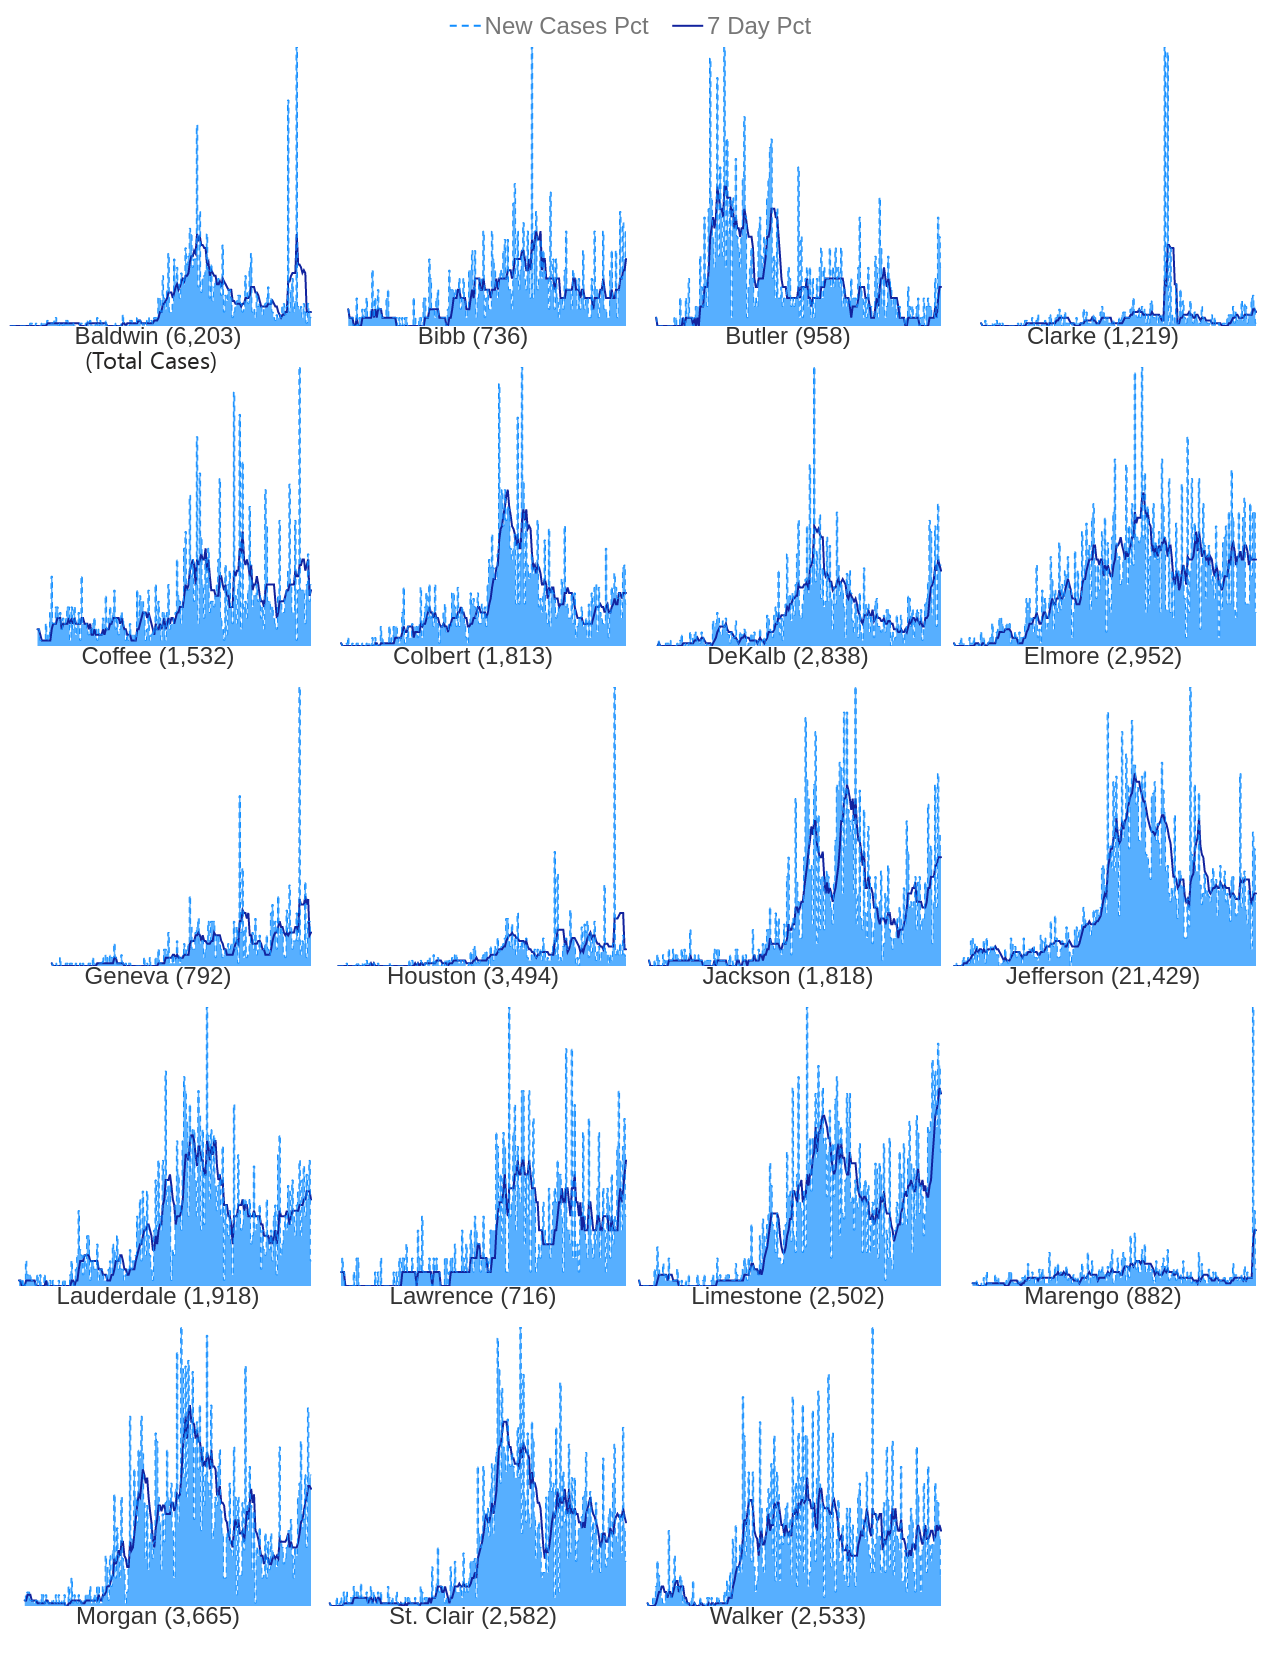 New Cases Pct 7 Day Pct
Baldwin (6,203) Bibb (736) Butler (958) Clarke (1,219)
(Total Cases)
Coffee (1,532) Colbert (1,813) DeKalb (2,838) Elmore (2,952)
Geneva (792) Houston (3,494) Jackson (1,818) Jefferson (21,429)
Lauderdale (1,918) Lawrence (716) Limestone (2,502) Marengo (882)
Morgan (3,665) St. Clair (2,582) Walker (2,533)